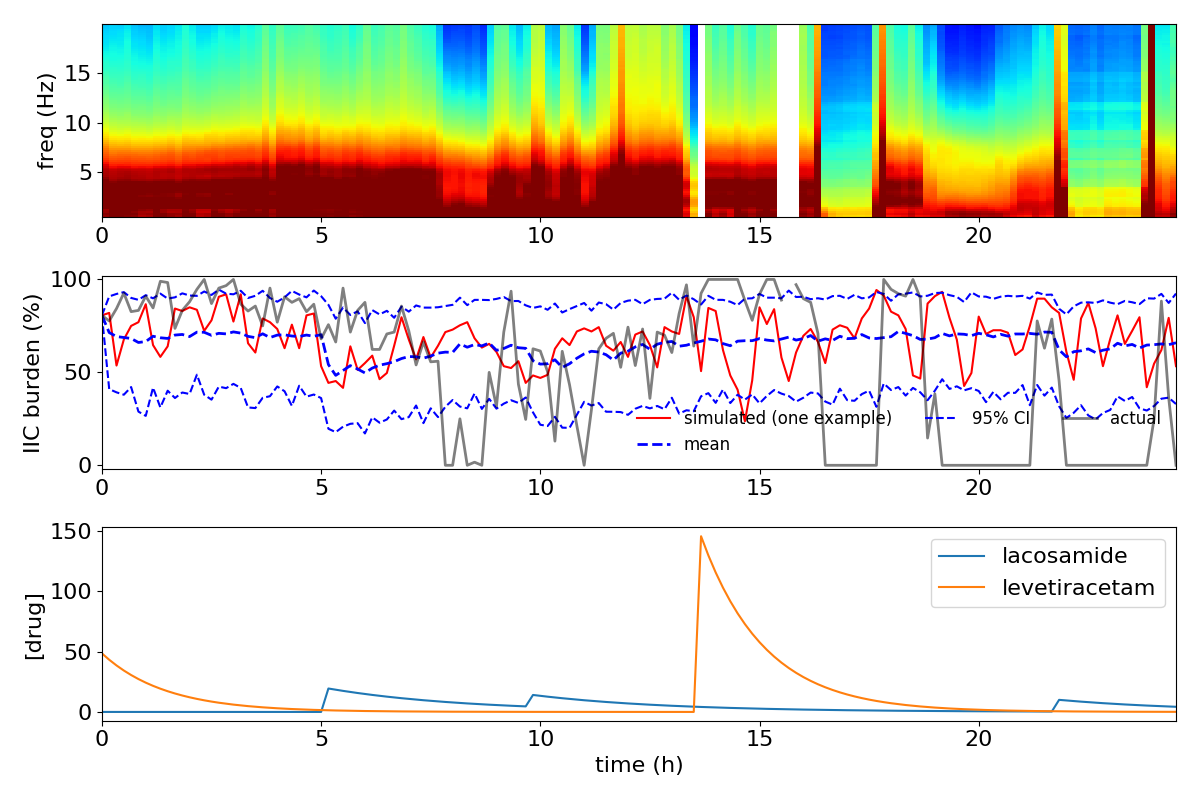 freq (Hz)
15
10
5
0 5 10 15 20
IIC burden (%)
100
50
0
simulated (one example) 95% CI actual
mean
0 5 10 15 20
[drug]
150
100
50
0
lacosamide
levetiracetam
0 5 10 15 20
time (h)